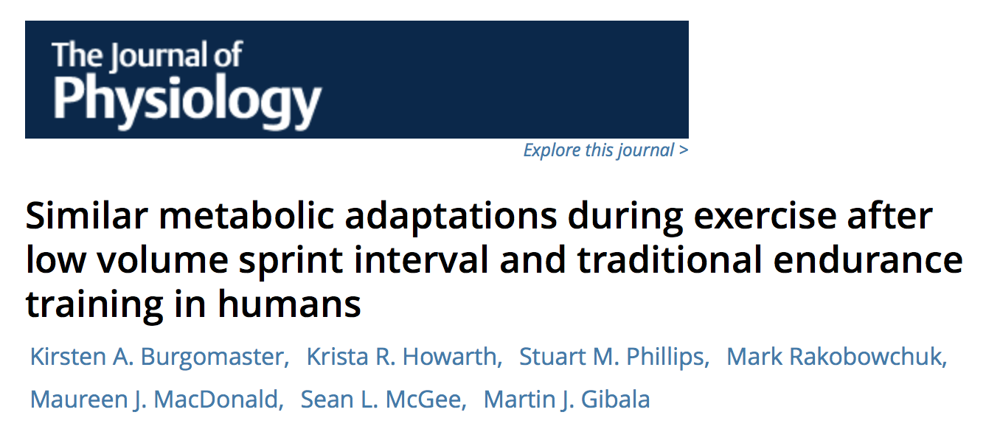 The Journal of
Physiology
Explore this journal >
Similar metabolic adaptations during exercise after
low volume sprint interval and traditional endurance
training in humans
Kirsten A. Burgomaster, Krista R. Howarth, Stuart M. Phillips, Mark Rakobowchuk,
Maureen J. MacDonald, Sean L. McGee, Martin J. Gibala